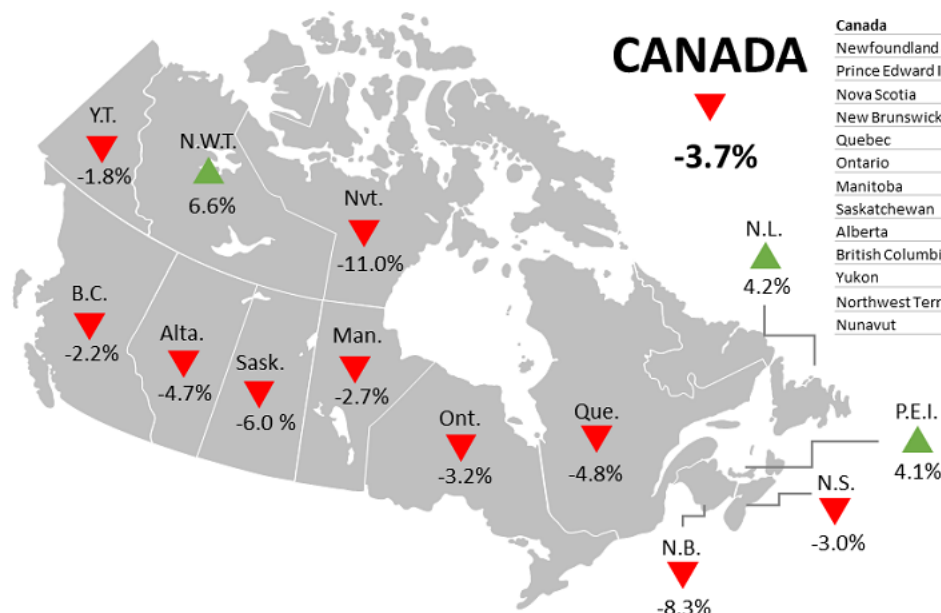 CANADA
-3.7%
Canada
Newfoundland
Prince Edward I
Nova Scotia
New Brunswick
Quebec
Ontario
Manitoba
Saskatchewan
Alberta
British Columbi
Yukon
Northwest Terr
Nunavut
Y.T.
-1.8%
N.W.T.
6.6%
Nvt.
-11.0%
N.L.
4.2%
B.C.
-2.2%
Alta.
-4.7%
Sask.
-6.0 %
Man.
-2.7%
Ont.
-3.2%
Que.
-4.8%
P.E.I.
4.1%
N.S.
-3.0%
N.B.
-8.3%